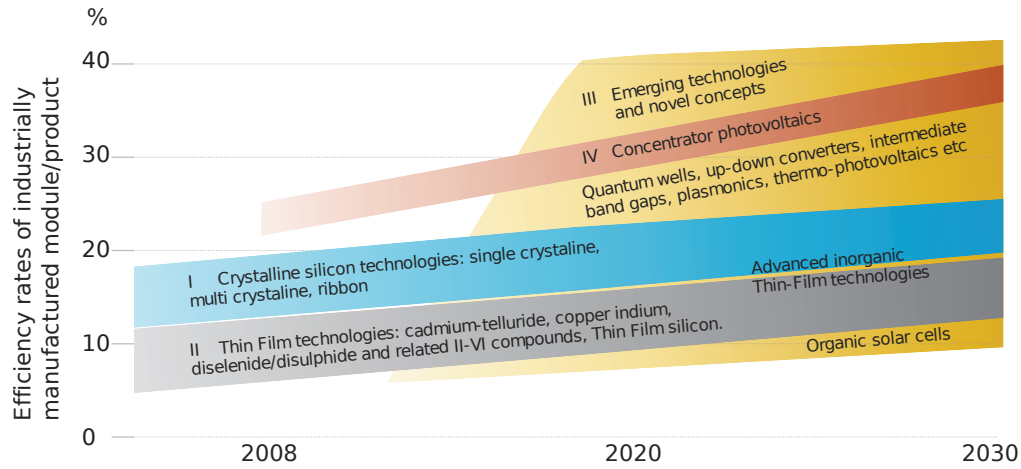 %
40
30
20
10
0
Efficiency rates of industrially
manufactured module/product
III Emerging technologies
and novel concepts
IV Concentrator photovoltaics
Quantum wells, up-down converters, intermediate
band gaps, plasmonics, thermo-photovoltaics etc
I Crystalline silicon technologies: single crystaline,
multi crystaline, ribbon
Advanced inorganic
Thin-Film technologies
II Thin Film technologies: cadmium-telluride, copper indium,
diselenide/disulphide and related II-VI compounds, Thin Film silicon.
Organic solar cells
2008
2020
2030